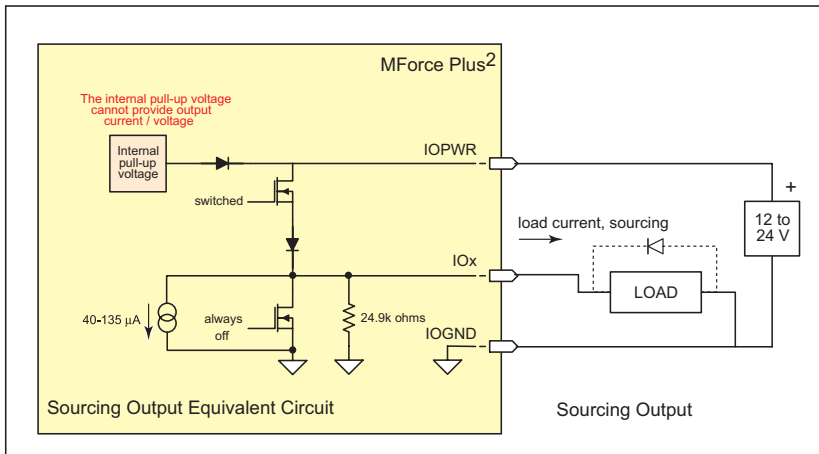 MForce Plus2
The internal pull-up voltage
cannot provide output
current / voltage
Internal
pull-up
voltage
IOPWR
switched
+
12 to
24 V
load current, sourcing
IOx
LOAD
40-135 µA
always
off
24.9k ohms
IOGND
Sourcing Output Equivalent Circuit
Sourcing Output